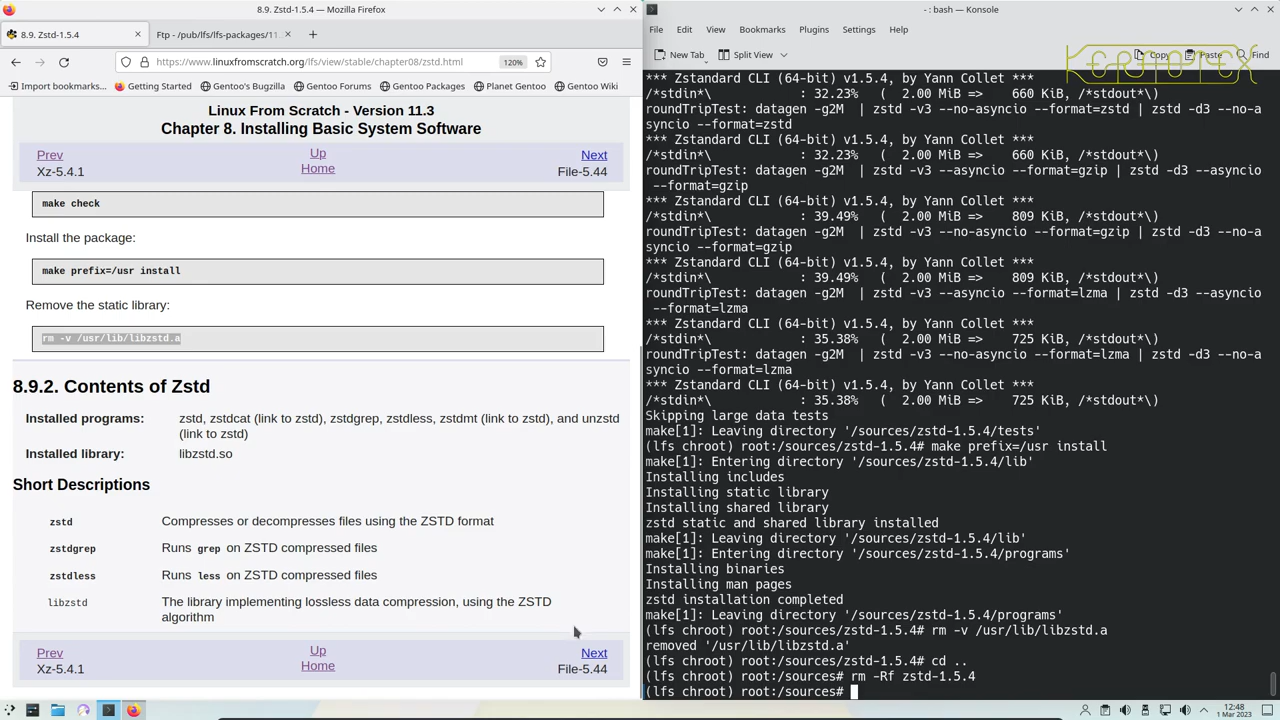 8.9. Zstd-1.5.4 — Mozilla Firefox
8.9. Zstd-1.5.4
Ftp - /pub/lfs/lfs-packages/11.
https://www.linuxfromscratch.org/lfs/view/stable/chapter08/zstd.html
120%
Import bookmarks...
Getting Started
Gentoo's Bugzilla
Gentoo Forums
Gentoo Packages
Planet Gentoo
Gentoo Wiki
Linux From Scratch - Version 11.3
Chapter 8. Installing Basic System Software
Prev
Up
Next
Xz-5.4.1
Home
File-5.44
make check
Install the package:
make prefix=/usr install
Remove the static library:
rm -v /usr/lib/libzstd.a
8.9.2. Contents of Zstd
Installed programs: zstd, zstdcat (link to zstd), zstdgrep, zstdless, zstdmt (link to zstd), and unzstd
(link to zstd)
Installed library: libzstd.so
Short Descriptions
zstd Compresses or decompresses files using the ZSTD format
zstdgrep Runs grep on ZSTD compressed files
zstdless Runs less on ZSTD compressed files
libzstd The library implementing lossless data compression, using the ZSTD
algorithm
Prev
Up
Next
Xz-5.4.1
Home
File-5.44
- : bash — Konsole
File Edit View Bookmarks Plugins Settings Help
New Tab
Split View
Copy
Paste
Find
KERNOTEX
*** Zstandard CLI (64-bit) v1.5.4, by Yann Collet ***
/*stdin*\ : 32.23% ( 2.00 MiB => 660 KiB, /*stdout*\)
roundTripTest: datagen -g2M | zstd -v3 --no-asyncio --format=zstd | zstd -d3 --no-a
syncio --format=zstd
*** Zstandard CLI (64-bit) v1.5.4, by Yann Collet ***
/*stdin*\ : 32.23% ( 2.00 MiB => 660 KiB, /*stdout*\)
roundTripTest: datagen -g2M | zstd -v3 --asyncio --format=gzip | zstd -d3 --asyncio
--format=gzip
*** Zstandard CLI (64-bit) v1.5.4, by Yann Collet ***
/*stdin*\ : 39.49% ( 2.00 MiB => 809 KiB, /*stdout*\)
roundTripTest: datagen -g2M | zstd -v3 --no-asyncio --format=gzip | zstd -d3 --no-a
syncio --format=gzip
*** Zstandard CLI (64-bit) v1.5.4, by Yann Collet ***
/*stdin*\ : 39.49% ( 2.00 MiB => 809 KiB, /*stdout*\)
roundTripTest: datagen -g2M | zstd -v3 --asyncio --format=lzma | zstd -d3 --asyncio
--format=lzma
*** Zstandard CLI (64-bit) v1.5.4, by Yann Collet ***
/*stdin*\ : 35.38% ( 2.00 MiB => 725 KiB, /*stdout*\)
roundTripTest: datagen -g2M | zstd -v3 --no-asyncio --format=lzma | zstd -d3 --no-a
syncio --format=lzma
*** Zstandard CLI (64-bit) v1.5.4, by Yann Collet ***
/*stdin*\ : 35.38% ( 2.00 MiB => 725 KiB, /*stdout*\)
Skipping large data tests
make[1]: Leaving directory '/sources/zstd-1.5.4/tests'
(lfs chroot) root:/sources/zstd-1.5.4# make prefix=/usr install
make[1]: Entering directory '/sources/zstd-1.5.4/lib'
Installing includes
Installing static library
Installing shared library
zstd static and shared library installed
make[1]: Leaving directory '/sources/zstd-1.5.4/lib'
make[1]: Entering directory '/sources/zstd-1.5.4/programs'
Installing binaries
Installing man pages
zstd installation completed
make[1]: Leaving directory '/sources/zstd-1.5.4/programs'
(lfs chroot) root:/sources/zstd-1.5.4# rm -v /usr/lib/libzstd.a
removed '/usr/lib/libzstd.a'
(lfs chroot) root:/sources/zstd-1.5.4# cd ..
(lfs chroot) root:/sources# rm -Rf zstd-1.5.4
(lfs chroot) root:/sources#
12:48
1 Mar 2023